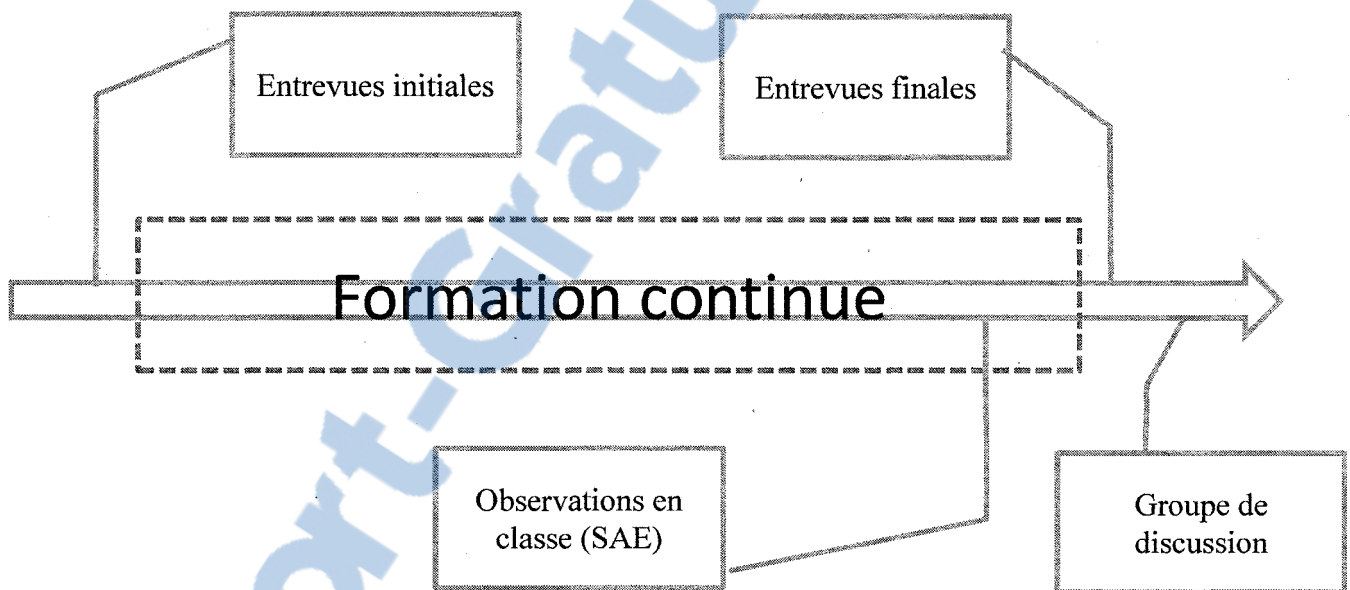 Entrevues initiales
Entrevues finales
Formation continue
Observations en
classe (SAE)
Groupe de
discussion